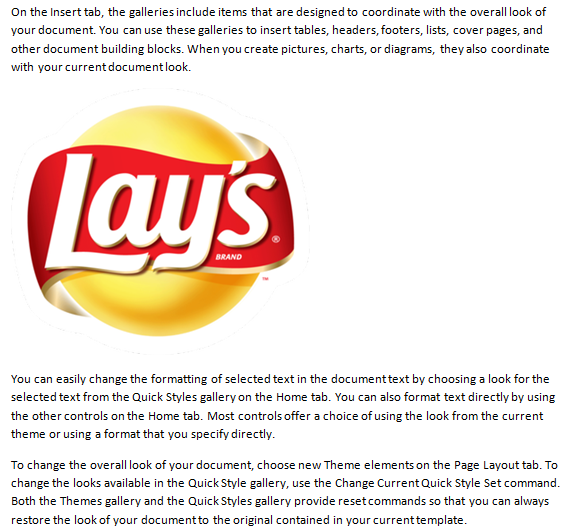 On the Insert tab, the galleries include items that are designed to coordinate with the overall look of
your document. You can use these galleries to insert tables, headers, footers, lists, cover pages, and
other document building blocks. When you create pictures, charts, or diagrams, they also coordinate
with your current document look.
Lay's
®
BRAND
™
You can easily change the formatting of selected text in the document text by choosing a look for the
selected text from the Quick Styles gallery on the Home tab. You can also format text directly by using
the other controls on the Home tab. Most controls offer a choice of using the look from the current
theme or using a format that you specify directly.
To change the overall look of your document, choose new Theme elements on the Page Layout tab. To
change the looks available in the Quick Style gallery, use the Change Current Quick Style Set command.
Both the Themes gallery and the Quick Styles gallery provide reset commands so that you can always
restore the look of your document to the original contained in your current template.